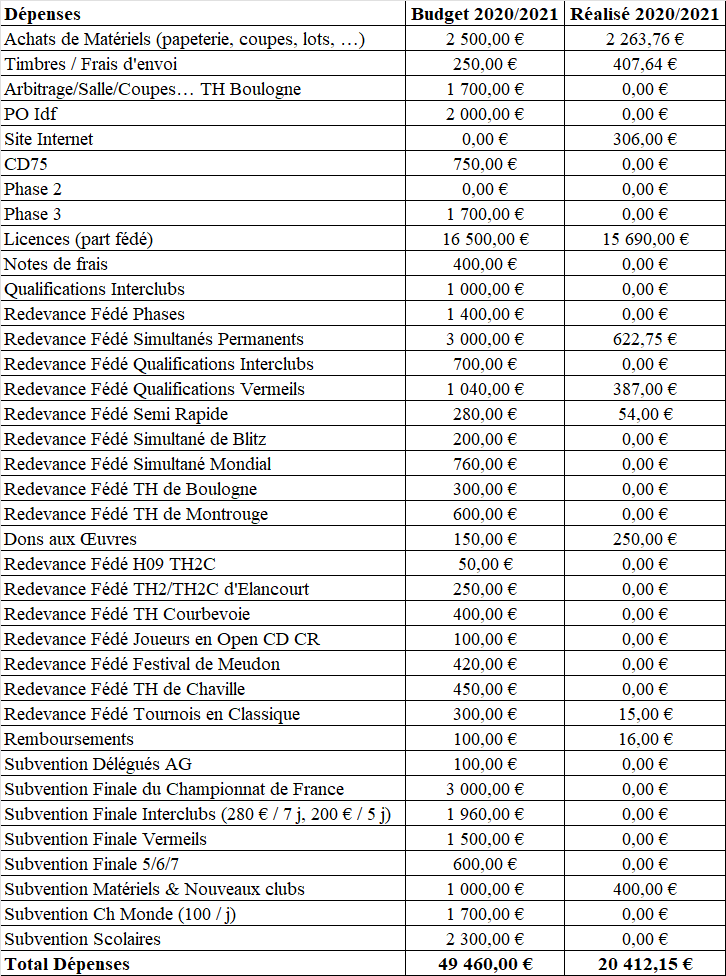 Dépenses Budget 2020/2021 Réalisé 2020/2021
Achats de Matériels (papeterie, coupes, lots, …) 2 500,00 € 2 263,76 €
Timbres / Frais d'envoi 250,00 € 407,64 €
Arbitrage/Salle/Coupes… TH Boulogne 1 700,00 € 0,00 €
PO Idf 2 000,00 € 0,00 €
Site Internet 0,00 € 306,00 €
CD75 750,00 € 0,00 €
Phase 2 0,00 € 0,00 €
Phase 3 1 700,00 € 0,00 €
Licences (part fédé) 16 500,00 € 15 690,00 €
Notes de frais 400,00 € 0,00 €
Qualifications Interclubs 1 000,00 € 0,00 €
Redevance Fédé Phases 1 400,00 € 0,00 €
Redevance Fédé Simultanés Permanents 3 000,00 € 622,75 €
Redevance Fédé Qualifications Interclubs 700,00 € 0,00 €
Redevance Fédé Qualifications Vermeils 1 040,00 € 387,00 €
Redevance Fédé Semi Rapide 280,00 € 54,00 €
Redevance Fédé Simultané de Blitz 200,00 € 0,00 €
Redevance Fédé Simultané Mondial 760,00 € 0,00 €
Redevance Fédé TH de Boulogne 300,00 € 0,00 €
Redevance Fédé TH de Montrouge 600,00 € 0,00 €
Dons aux Œuvres 150,00 € 250,00 €
Redevance Fédé H09 TH2C 50,00 € 0,00 €
Redevance Fédé TH2/TH2C d'Elancourt 250,00 € 0,00 €
Redevance Fédé TH Courbevoie 400,00 € 0,00 €
Redevance Fédé Joueurs en Open CD CR 100,00 € 0,00 €
Redevance Fédé Festival de Meudon 420,00 € 0,00 €
Redevance Fédé TH de Chaville 450,00 € 0,00 €
Redevance Fédé Tournois en Classique 300,00 € 15,00 €
Remboursements 100,00 € 16,00 €
Subvention Délégués AG 100,00 € 0,00 €
Subvention Finale du Championnat de France 3 000,00 € 0,00 €
Subvention Finale Interclubs (280 € / 7 j, 200 € / 5 j) 1 960,00 € 0,00 €
Subvention Finale Vermeils 1 500,00 € 0,00 €
Subvention Finale 5/6/7 600,00 € 0,00 €
Subvention Matériels & Nouveaux clubs 1 000,00 € 400,00 €
Subvention Ch Monde (100 / j) 1 700,00 € 0,00 €
Subvention Scolaires 2 300,00 € 0,00 €
Total Dépenses 49 460,00 € 20 412,15 €